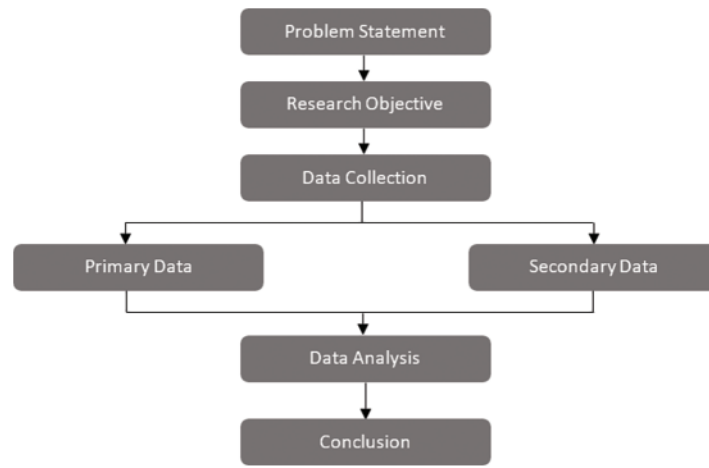 Problem Statement
Research Objective
Data Collection
Primary Data
Secondary Data
Data Analysis
Conclusion